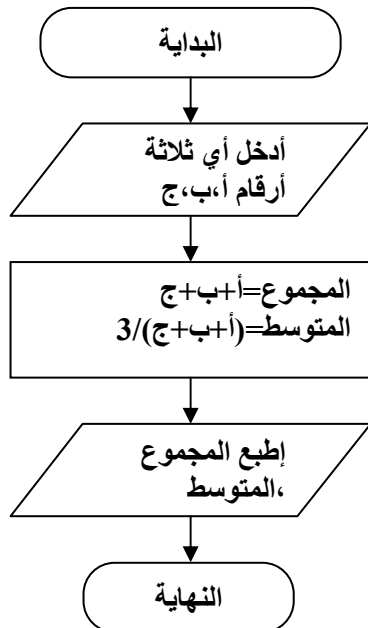 البداية
أدخل أي ثلاثة
أرقام أ،ب،ج
المجموع=أ+ب+ج
المتوسط=(أ+ب+ج)/3
إطبع المجموع
،المتوسط
النهاية